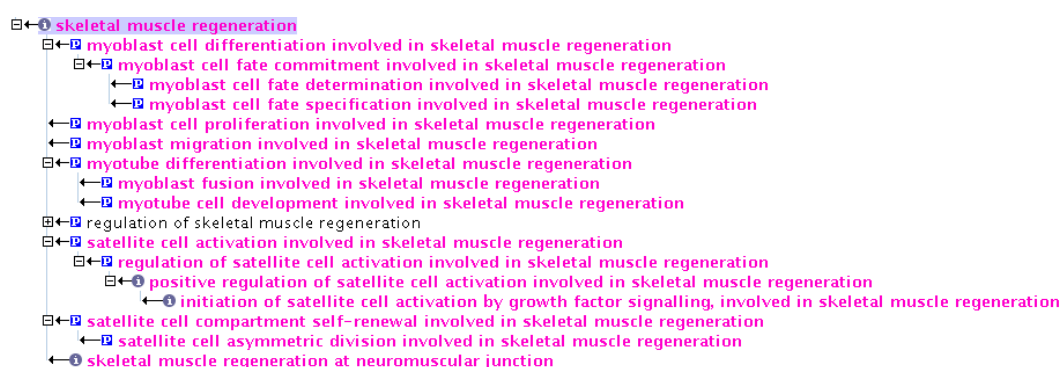 skeletal muscle regeneration
myoblast cell differentiation involved in skeletal muscle regeneration
myoblast cell fate commitment involved in skeletal muscle regeneration
myoblast cell fate determination involved in skeletal muscle regeneration
myoblast cell fate specification involved in skeletal muscle regeneration
myoblast cell proliferation involved in skeletal muscle regeneration
myoblast migration involved in skeletal muscle regeneration
myotube differentiation involved in skeletal muscle regeneration
myoblast fusion involved in skeletal muscle regeneration
myotube cell development involved in skeletal muscle regeneration
regulation of skeletal muscle regeneration
satellite cell activation involved in skeletal muscle regeneration
regulation of satellite cell activation involved in skeletal muscle regeneration
positive regulation of satellite cell activation involved in skeletal muscle regeneration
initiation of satellite cell activation by growth factor signalling, involved in skeletal muscle regeneration
satellite cell compartment self-renewal involved in skeletal muscle regeneration
satellite cell asymmetric division involved in skeletal muscle regeneration
skeletal muscle regeneration at neuromuscular junction